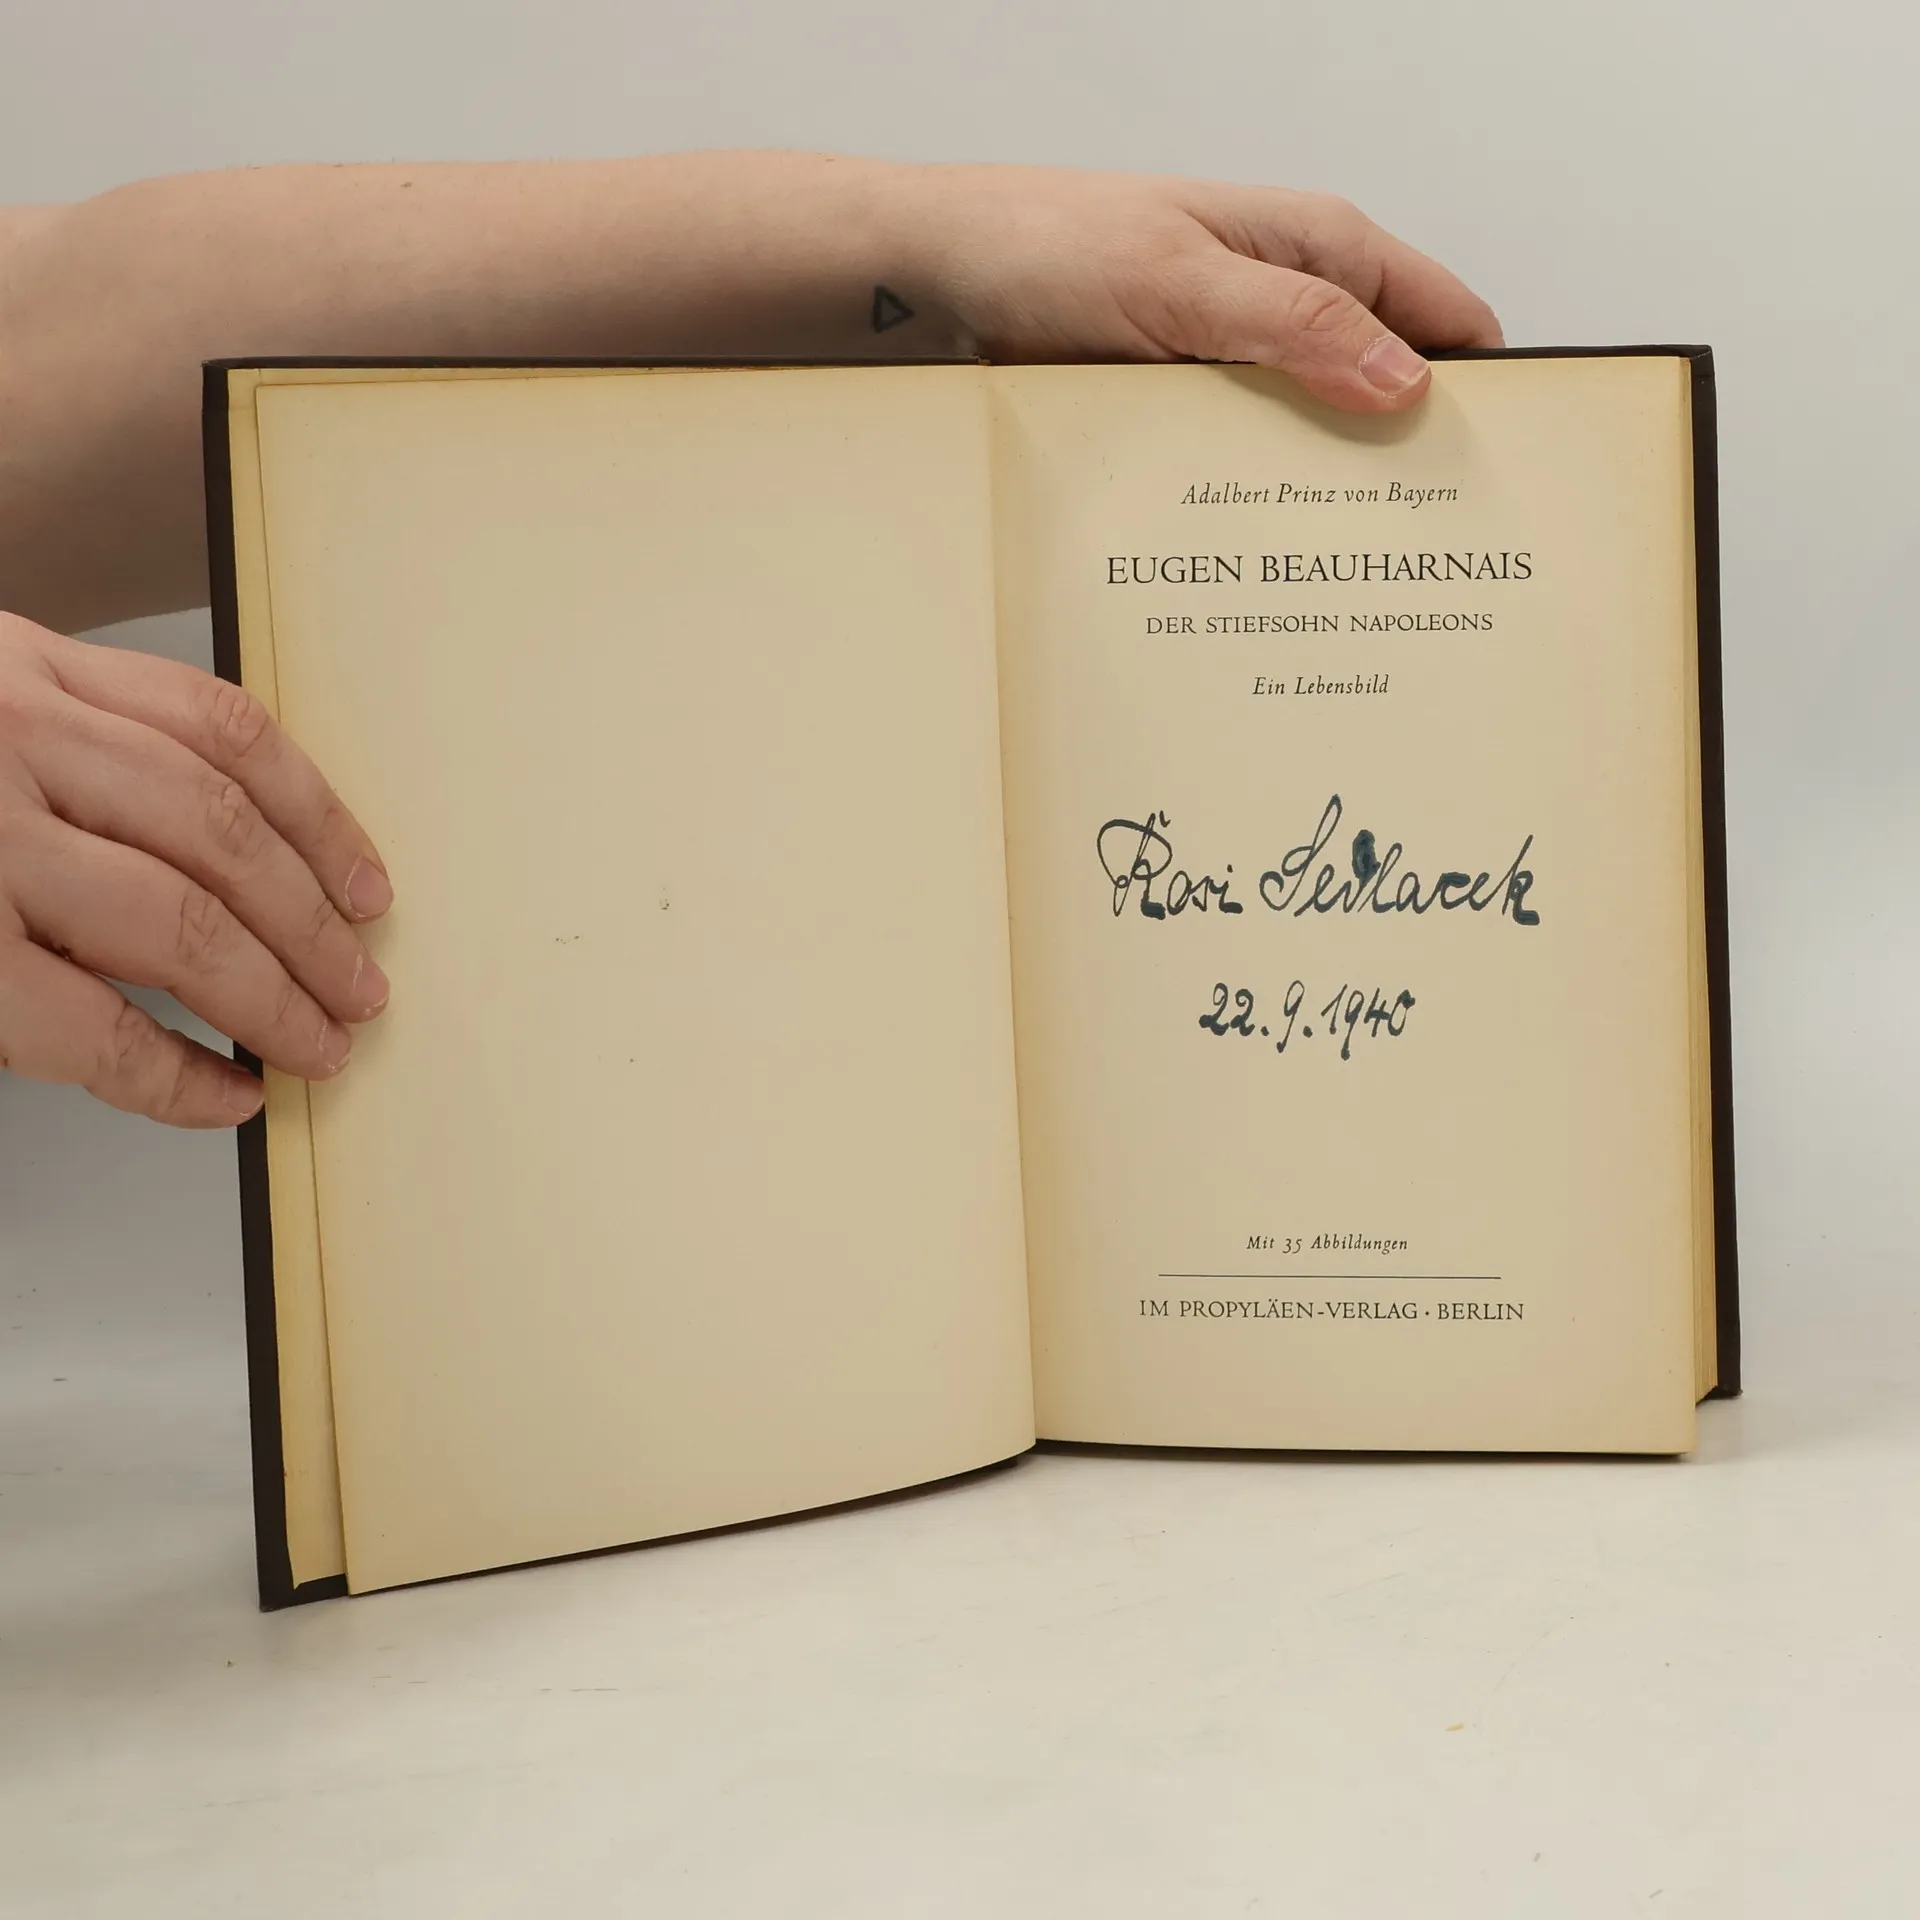 Adalbert Prinz von Bayern
EUGEN BEAUHARNAIS
DER STIEFSOHN NAPOLEONS
Ein Lebensbild
Rosi Sedlacek
22.9.1940
Mit 35 Abbildungen
IM PROPYLÄEN-VERLAG · BERLIN